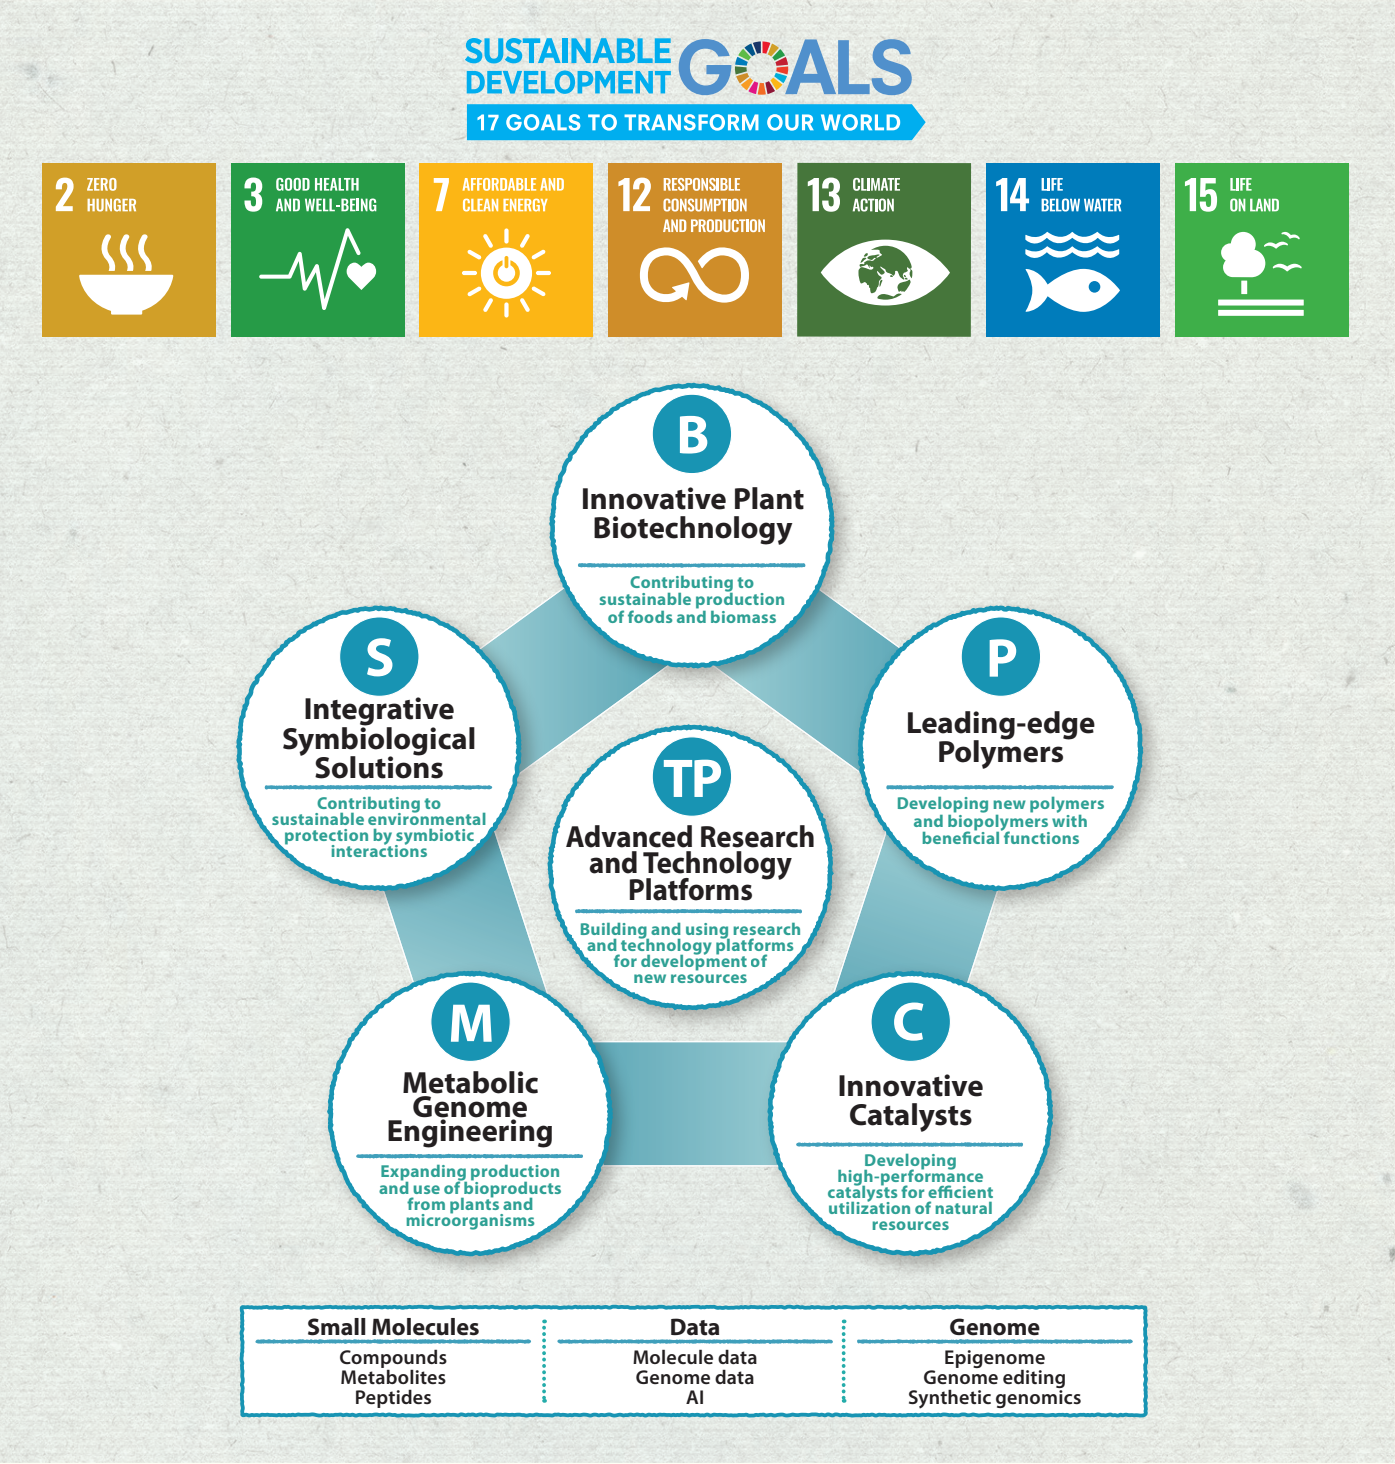 SUSTAINABLE
DEVELOPMENT
GOALS
17 GOALS TO TRANSFORM OUR WORLD
2 ZERO
HUNGER
3 GOOD HEALTH
AND WELL-BEING
7 AFFORDABLE AND
CLEAN ENERGY
12 RESPONSIBLE
CONSUMPTION
AND PRODUCTION
13 CLIMATE
ACTION
14 LIFE
BELOW WATER
15 LIFE
ON LAND
B
Innovative Plant
Biotechnology
Contributing to
sustainable production
of foods and biomass
S
Integrative
Symbiological
Solutions
Contributing to
sustainable environmental
protection by symbiotic
interactions
P
Leading-edge
Polymers
Developing new polymers
and biopolymers with
beneficial functions
TP
Advanced Research
and Technology
Platforms
Building and using research
and technology platforms
for development of
new resources
M
Metabolic
Genome
Engineering
Expanding production
and use of bioproducts
from plants and
microorganisms
C
Innovative
Catalysts
Developing
high-performance
catalysts for efficient
utilization of natural
resources
Small Molecules
Compounds
Metabolites
Peptides
Data
Molecule data
Genome data
AI
Genome
Epigenome
Genome editing
Synthetic genomics